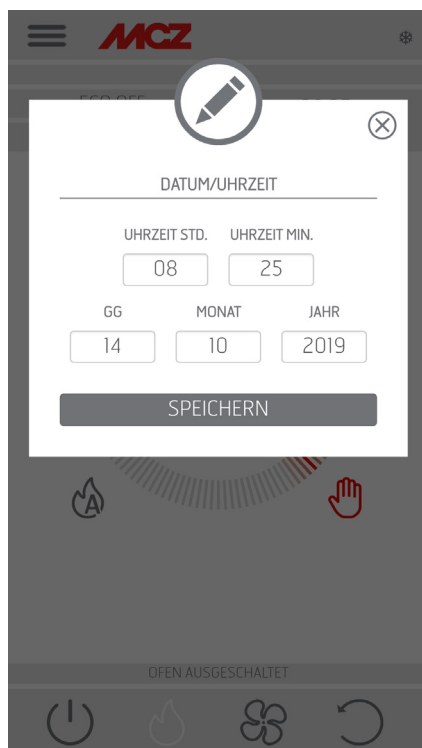 MCZ
DATUM/UHRZEIT
UHRZEIT STD. UHRZEIT MIN.
08 25
GG MONAT JAHR
14 10 2019
SPEICHERN
A
OFEN AUSGESCHALTET